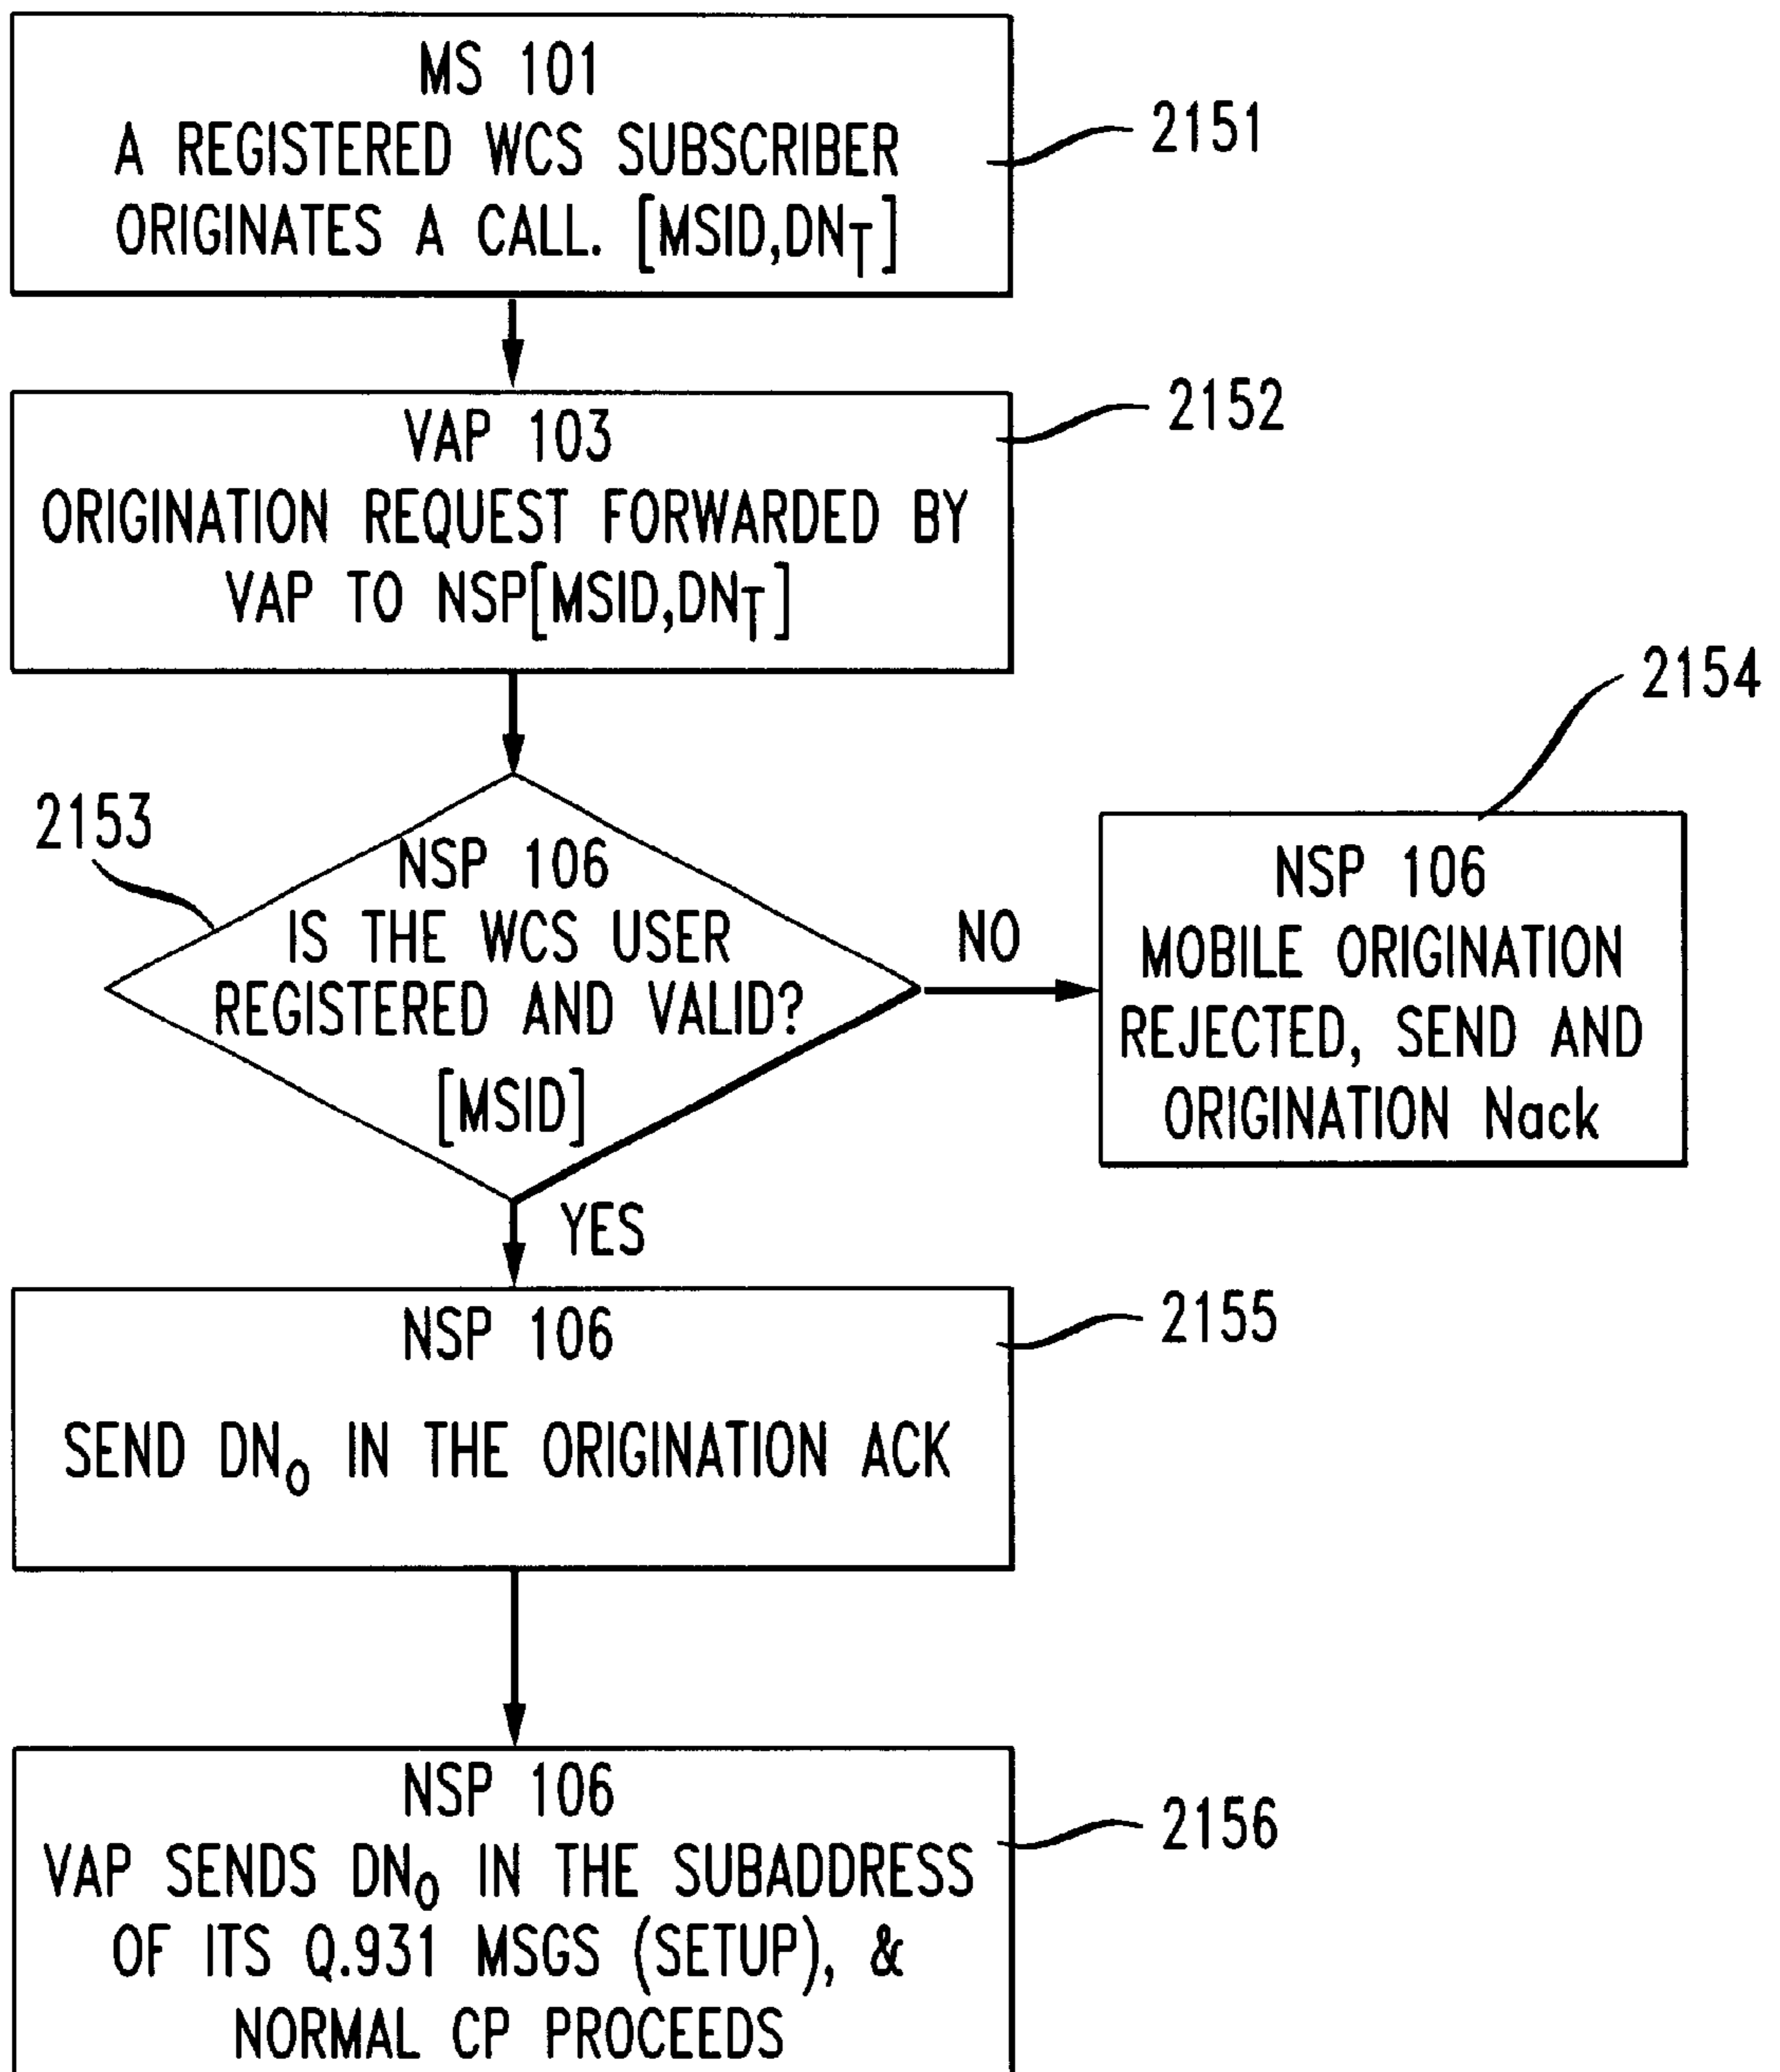 MS 101
A REGISTERED WCS SUBSCRIBER
ORIGINATES A CALL. [MSID,DNT]
2151
VAP 103
ORIGINATION REQUEST FORWARDED BY
VAP TO NSP[MSID,DNT]
2152
2153
NSP 106
IS THE WCS USER
REGISTERED AND VALID?
[MSID]
NO
YES
2154
NSP 106
MOBILE ORIGINATION
REJECTED, SEND AND
ORIGINATION Nack
NSP 106
SEND DNO IN THE ORIGINATION ACK
2155
NSP 106
VAP SENDS DNO IN THE SUBADDRESS
OF ITS Q.931 MSGS (SETUP), &
NORMAL CP PROCEEDS
2156